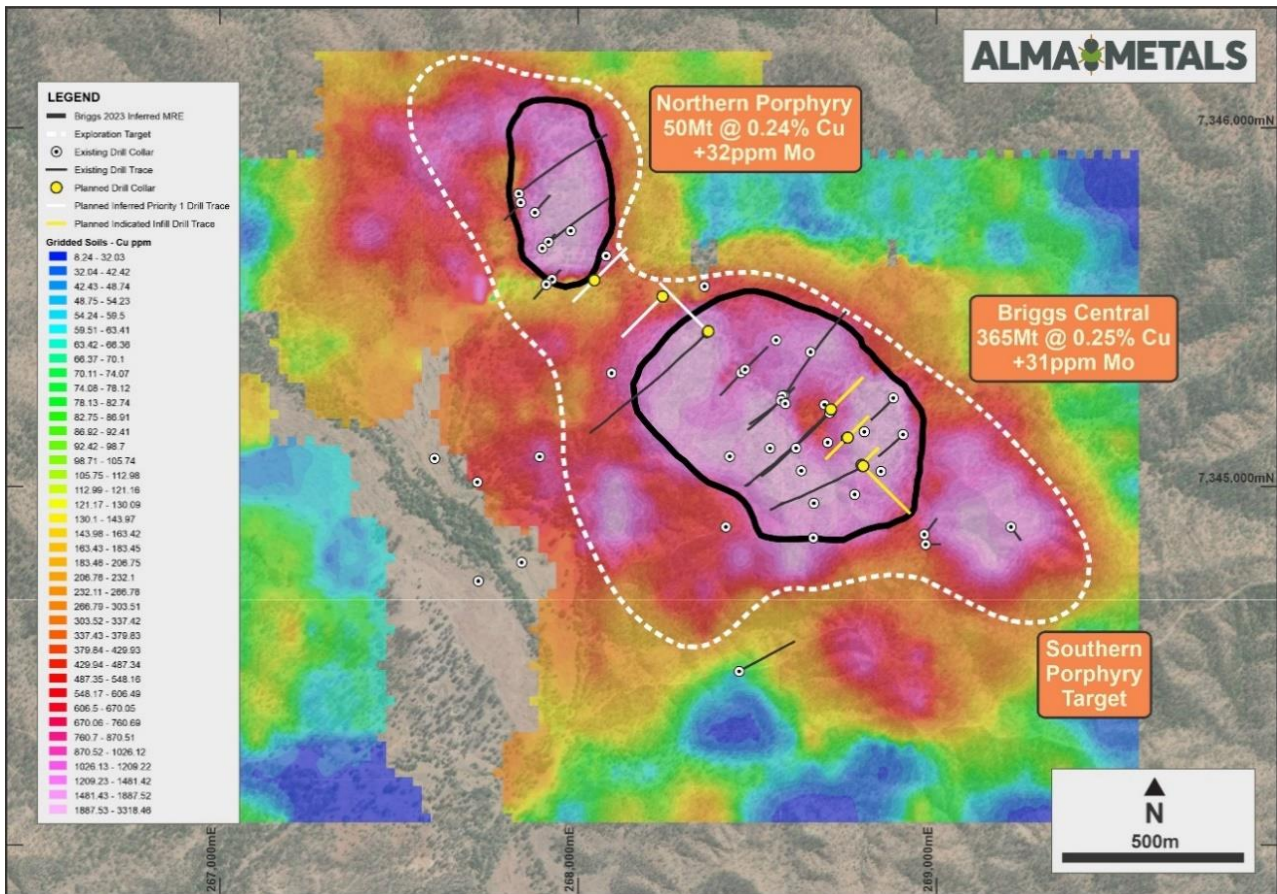 ALMA METALS
LEGEND
Briggs 2023 Inferred MRE
Exploration Target
Existing Drill Collar
Existing Drill Trace
Planned Drill Collar
Planned Inferred Priority 1 Drill Trace
Planned Indicated Infill Drill Trace
Gridded Soils - Cu ppm
8.24 - 32.03
32.04 - 42.42
42.43 - 48.74
48.75 - 54.23
54.24 - 59.5
59.51 - 63.41
63.42 - 66.36
66.37 - 70.1
70.11 - 74.07
74.08 - 78.12
78.13 - 82.74
82.75 - 86.91
86.92 - 92.41
92.42 - 98.7
98.71 - 105.74
105.75 - 112.98
112.99 - 121.16
121.17 - 130.09
130.1 - 143.97
143.98 - 163.42
163.43 - 183.45
183.46 - 206.75
206.76 - 232.1
232.11 - 266.78
266.79 - 303.51
303.52 - 337.42
337.43 - 379.83
379.84 - 429.93
429.94 - 487.34
487.35 - 548.16
548.17 - 606.49
606.5 - 670.05
670.06 - 760.69
760.7 - 870.51
870.52 - 1026.12
1026.13 - 1209.22
1209.23 - 1481.42
1481.43 - 1887.52
1887.53 - 3318.46
Northern Porphyry
50Mt @ 0.24% Cu
+32ppm Mo
7,346,000mN
Briggs Central
365Mt @ 0.25% Cu
+31ppm Mo
7,345,000mN
Southern
Porphyry
Target
N
500m
267,000mE
268,000mE
269,000mE